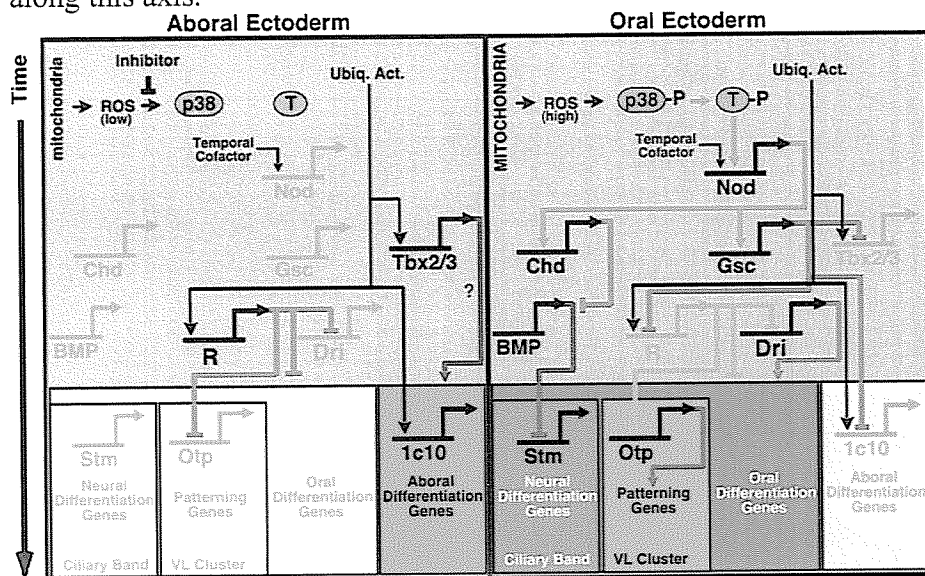 along this axis.
Aboral Ectoderm
Oral Ectoderm
Time
mitochondria
Inhibitor
ROS
(low)
p38
T
Ubiq. Act.
Temporal
Cofactor
Nod
Chd
Gsc
Tbx2/3
?
BMP
R
Dri
Stm
Otp
1c10
Neural
Differentiation
Genes
Patterning
Genes
Oral
Differentiation
Genes
Aboral
Differentiation
Genes
Ciliary Band
VL Cluster
MITOCHONDRIA
ROS
(high)
p38-P
T-P
Ubiq. Act.
Temporal
Cofactor
Nod
Chd
Gsc
Tbx2/3
BMP
R
Dri
Stm
Otp
1c10
Neural
Differentiation
Genes
Patterning
Genes
Oral
Differentiation
Genes
Aboral
Differentiation
Genes
Ciliary Band
VL Cluster